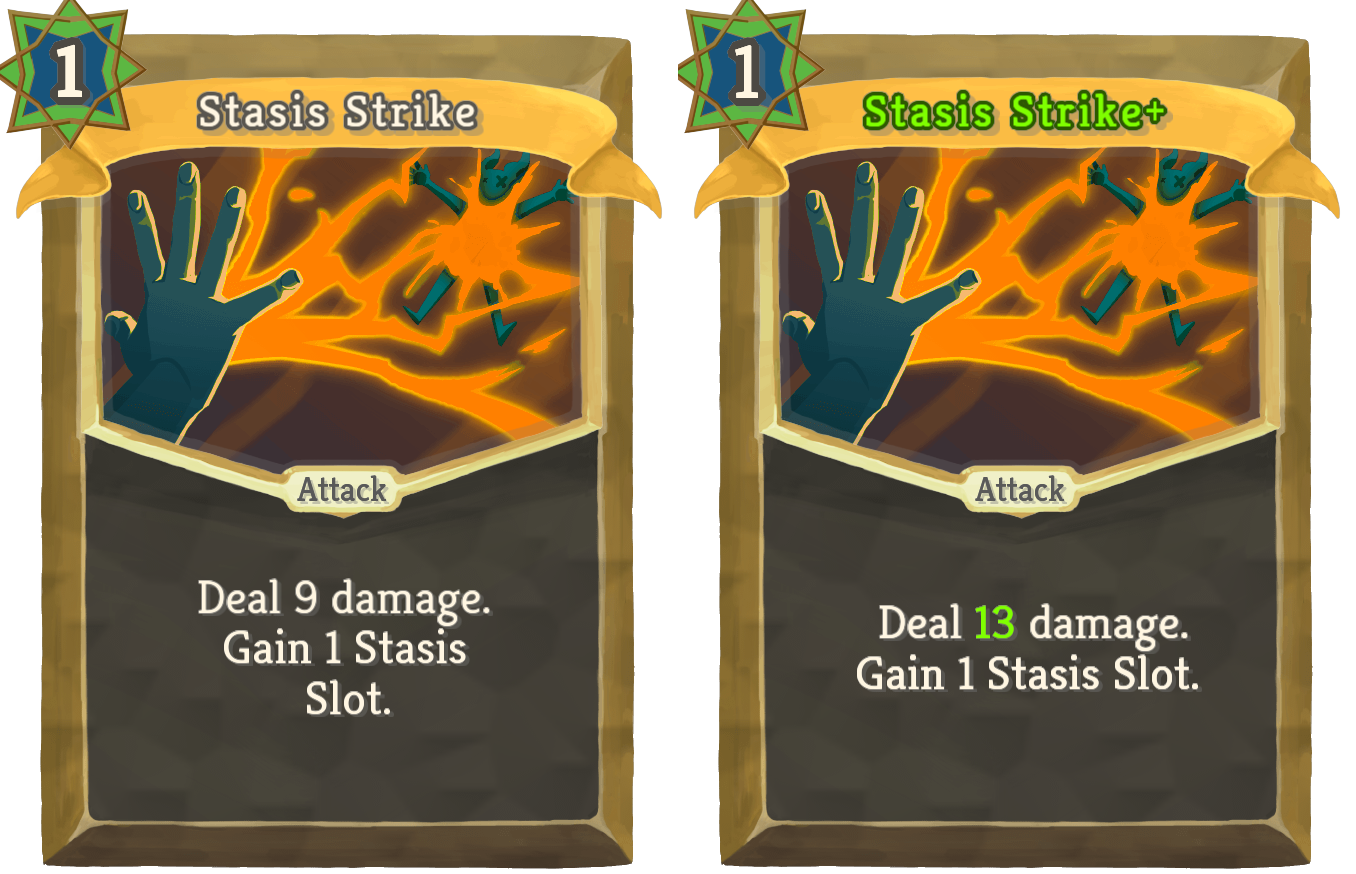 1
Stasis Strike
Attack
Deal 9 damage.
Gain 1 Stasis
Slot.
1
Stasis Strike+
Attack
Deal 13 damage.
Gain 1 Stasis Slot.